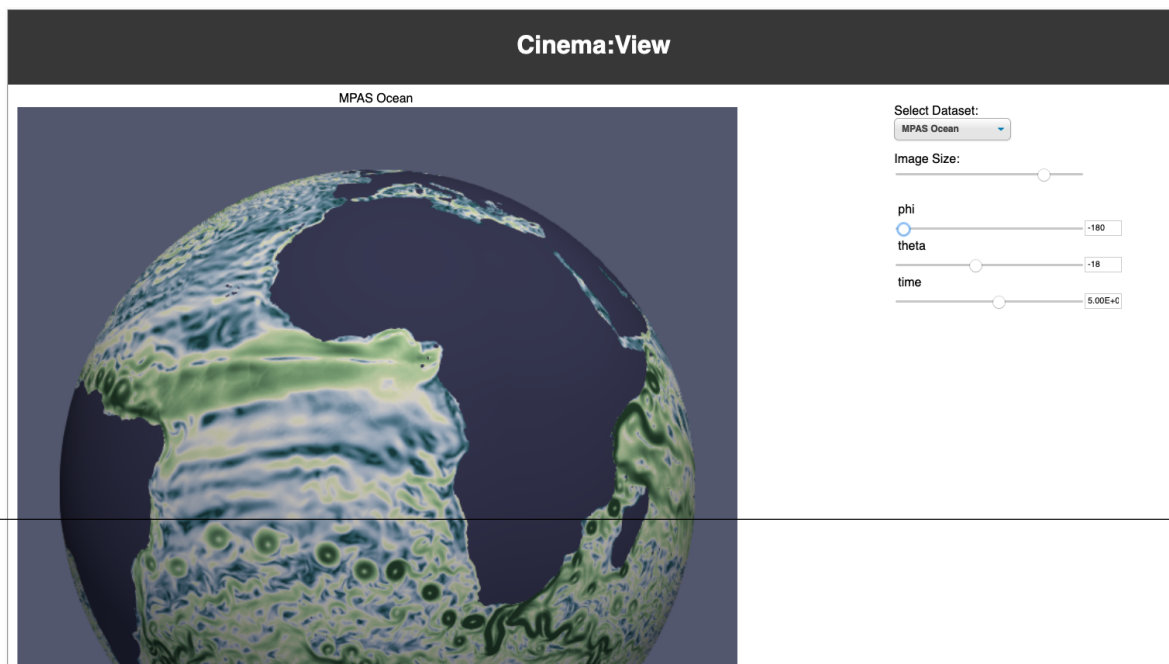 Cinema:View
MPAS Ocean
Select Dataset:
MPAS Ocean
Image Size:
phi
-180
theta
-18
time
5.00E+0